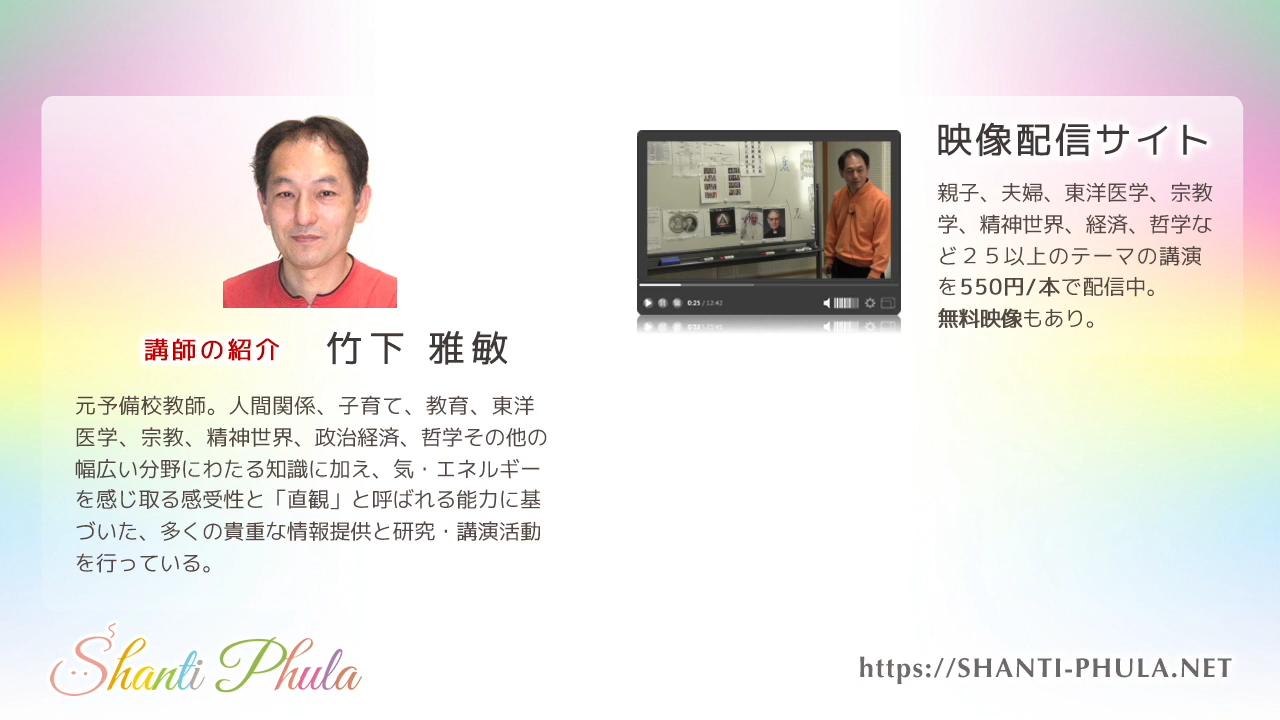 講師の紹介 竹下 雅敏
元予備校教師。人間関係、子育て、教育、東洋
医学、宗教、精神世界、政治経済、哲学その他の
幅広い分野にわたる知識に加え、気・エネルギー
を感じ取る感受性と「直観」と呼ばれる能力に基
づいた、多くの貴重な情報提供と研究・講演活動
を行っている。
映像配信サイト
親子、夫婦、東洋医学、宗教
学、精神世界、経済、哲学な
ど２５以上のテーマの講演
を550円/本で配信中。
無料映像もあり。
0:25 / 12:42
Shanti Phula
https://SHANTI-PHULA.NET